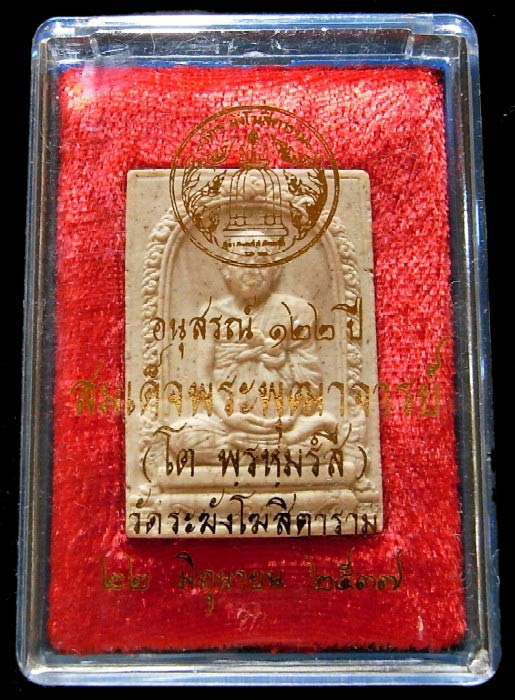 อนุสรณ์ ๑๒๒ ปี
สมเด็จพระพุฒาจารย์
(โต พฺรหฺมรํสี)
วัดระฆังโฆสิตาราม
๒๒ มิถุนายน ๒๕๓๗